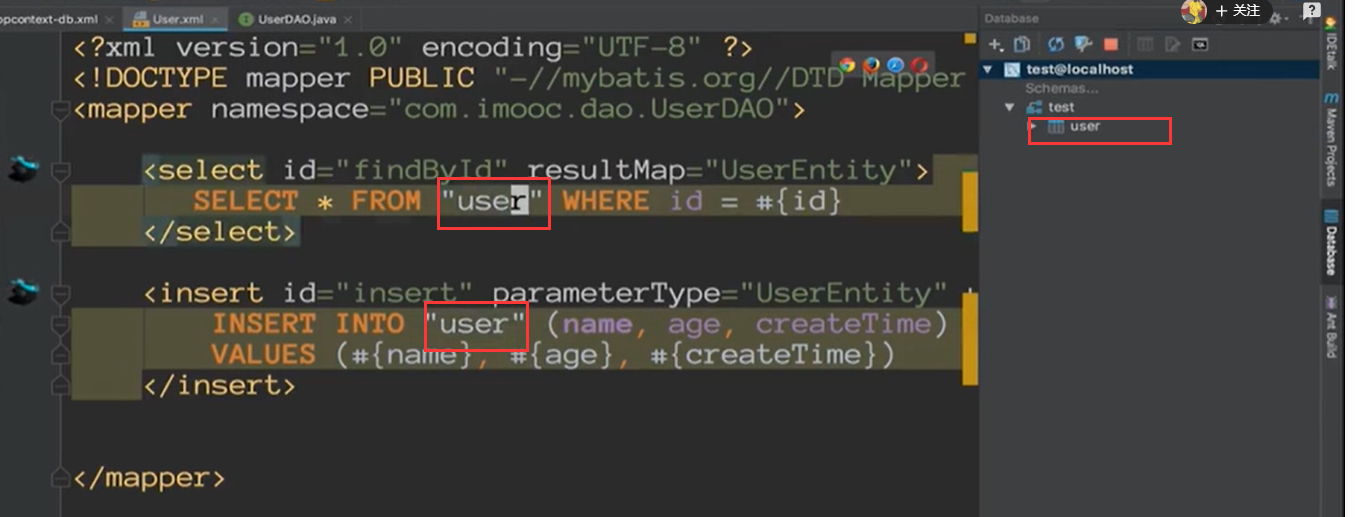 opcontext-db.xml
User.xml
UserDAO.java
<?xml version="1.0" encoding="UTF-8" ?>
<!DOCTYPE mapper PUBLIC "-//mybatis.org//DTD Mapper
<mapper namespace="com.imooc.dao.UserDAO">
<select id="findById" resultMap="UserEntity">
SELECT * FROM "user" WHERE id = #{id}
</select>
<insert id="insert" parameterType="UserEntity"
INSERT INTO "user" (name, age, createTime)
VALUES (#{name}, #{age}, #{createTime})
</insert>
</mapper>
Database
+ 关注
test@localhost
Schemas...
test
user
IDEtalk
Maven Projects
Database
Ant Build